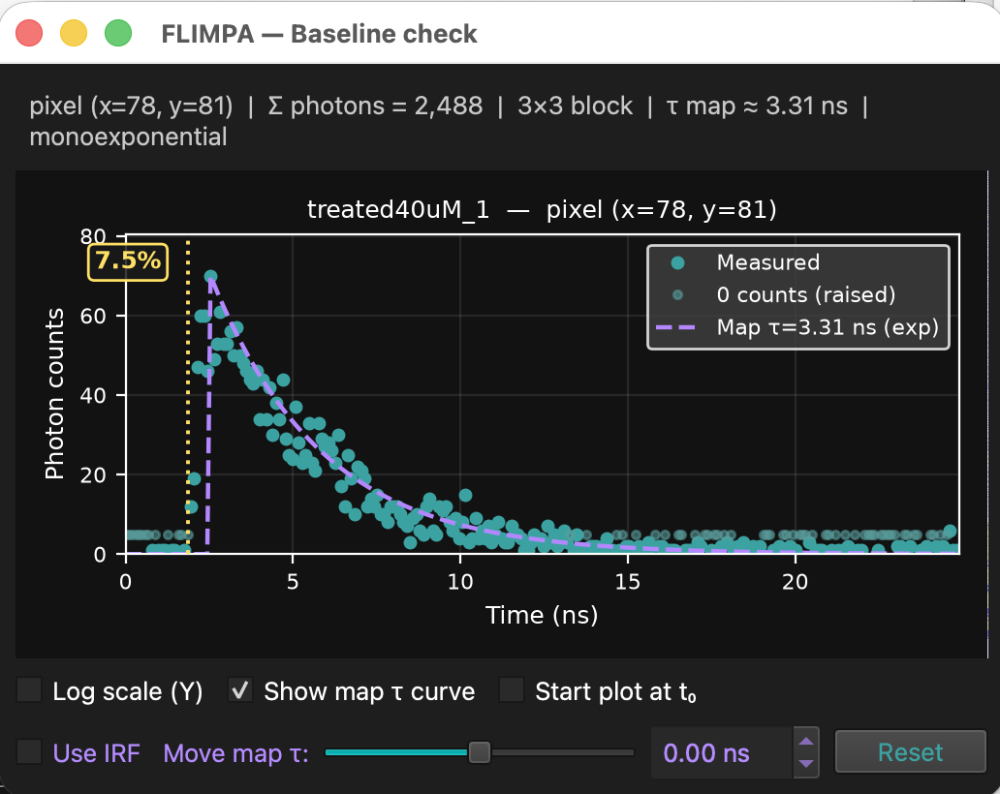 FLIMPA — Baseline check
pixel (x=78, y=81) | Σ photons = 2,488 | 3×3 block | τ map ≈ 3.31 ns |
monoexponential
treated40uM_1 — pixel (x=78, y=81)
80
7.5%
60
40
20
0
Photon counts
Measured
0 counts (raised)
Map τ=3.31 ns (exp)
0 5 10 15 20
Time (ns)
Log scale (Y) Show map τ curve Start plot at t₀
Use IRF Move map τ: 0.00 ns Reset